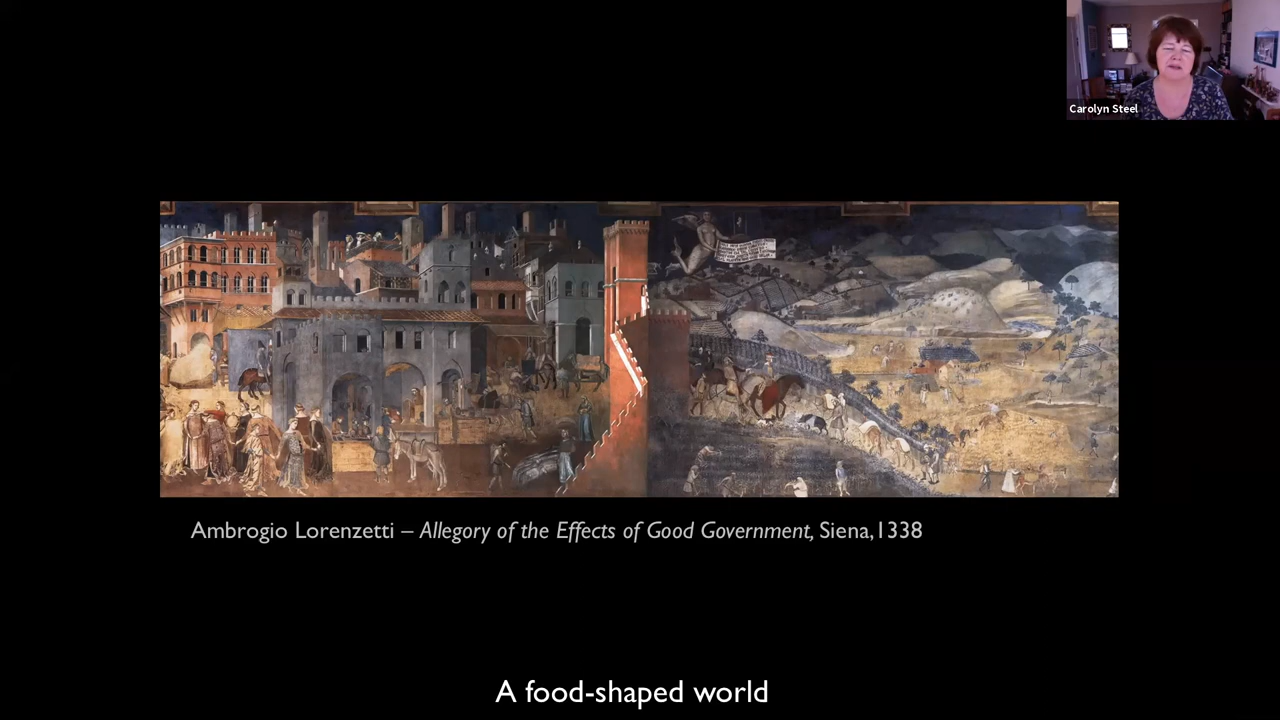 Carolyn Steel
Ambrogio Lorenzetti – Allegory of the Effects of Good Government, Siena,1338
A food-shaped world